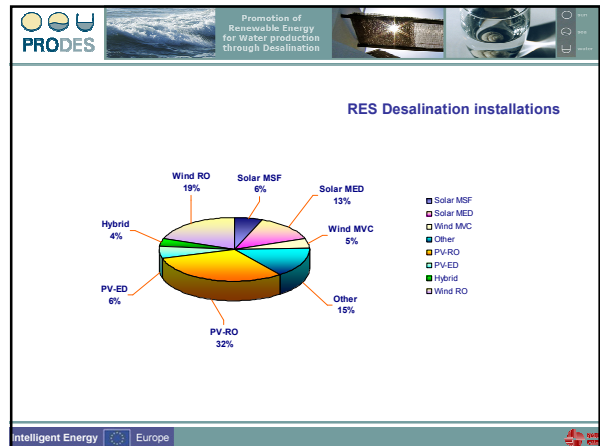 PRODES
Promotion of
Renewable Energy
for Water production
through Desalination
RES Desalination installations
Wind RO
19%
Solar MSF
6%
Solar MED
13%
Wind MVC
5%
Other
15%
PV-RO
32%
PV-ED
6%
Hybrid
4%
Solar MSF
Solar MED
Wind MVC
Other
PV-RO
PV-ED
Hybrid
Wind RO
Intelligent Energy Europe